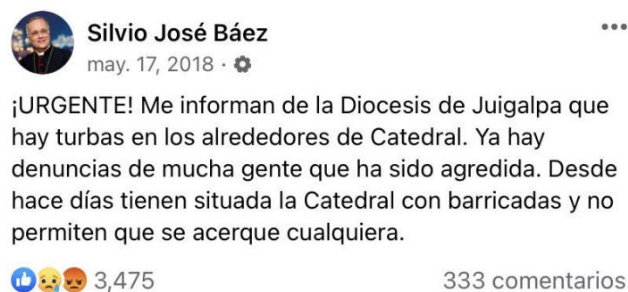 Silvio José Báez
may. 17, 2018 ·
¡URGENTE! Me informan de la Diocesis de Juigalpa que
hay turbas en los alrededores de Catedral. Ya hay
denuncias de mucha gente que ha sido agredida. Desde
hace días tienen situada la Catedral con barricadas y no
permiten que se acerque cualquiera.
3,475 333 comentarios